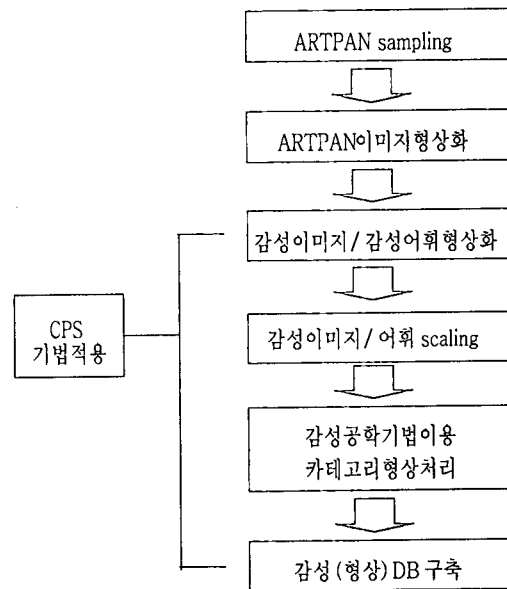 ARTPAN sampling
ARTPAN이미지형상화
감성이미지/감성어휘형상화
CPS
기법적용
감성이미지/어휘 scaling
감성공학기법이용
카테고리형상처리
감성(형상)DB 구축